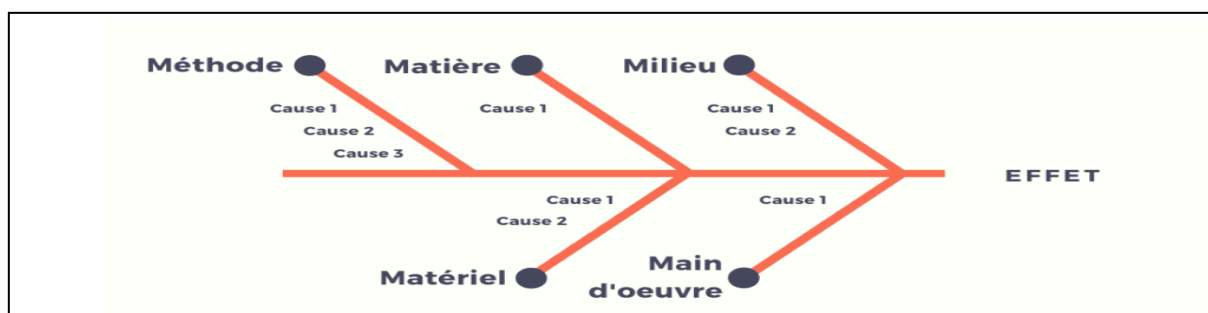 Méthode
Matière
Milieu
Cause 1
Cause 2
Cause 3
Cause 1
Cause 1
Cause 2
EFFET
Cause 1
Cause 2
Cause 1
Matériel
Main
d'oeuvre